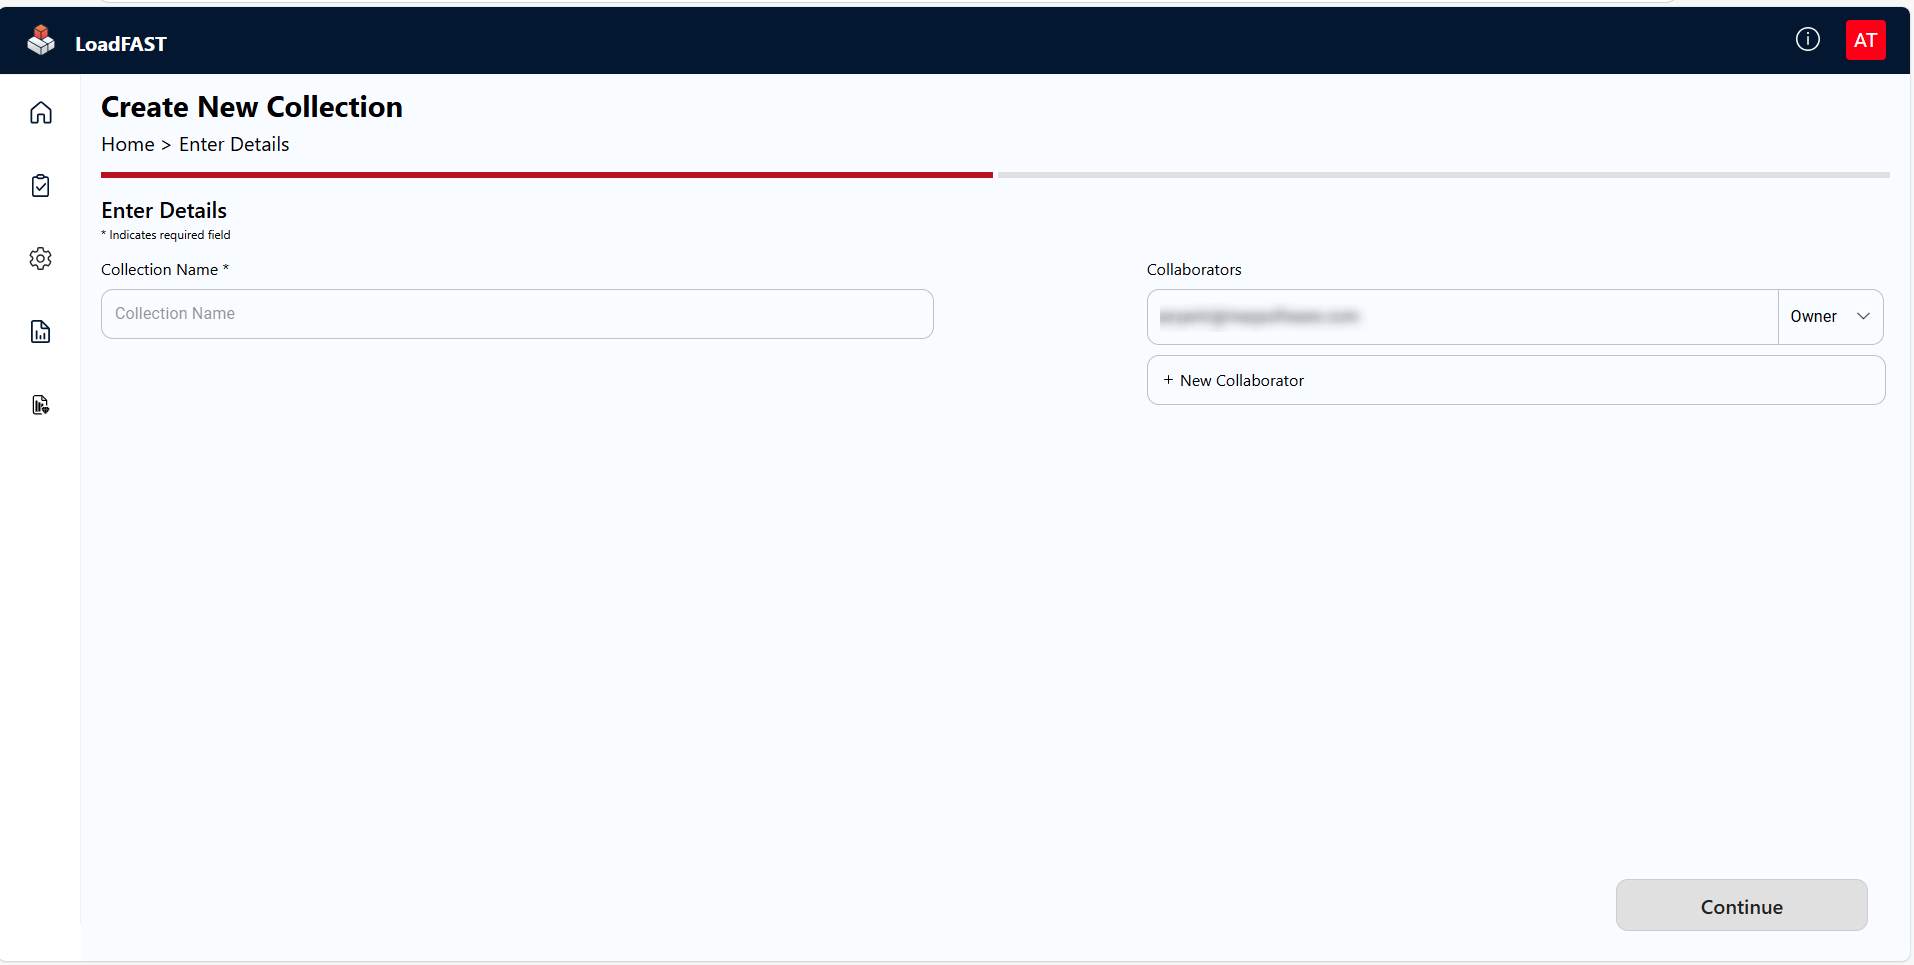 LoadFAST
AT
Create New Collection
Home > Enter Details
Enter Details
* Indicates required field
Collection Name *
Collection Name
Collaborators
Owner
+ New Collaborator
Continue